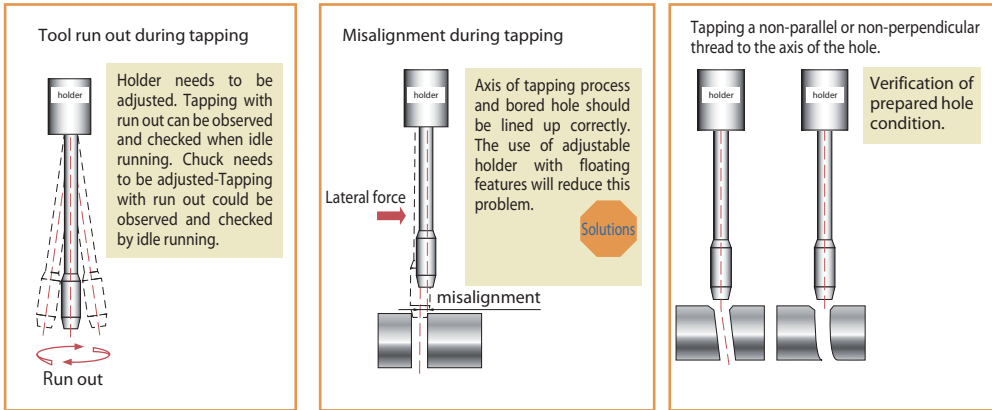 Tool run out during tapping
holder
Holder needs to be
adjusted. Tapping with
run out can be observed
and checked when idle
running. Chuck needs
to be adjusted-Tapping
with run out could be
observed and checked
by idle running.
Run out
Misalignment during tapping
holder
Axis of tapping process
and bored hole should
be lined up correctly.
The use of adjustable
holder with floating
features will reduce this
problem.
Lateral force
Solutions
misalignment
Tapping a non-parallel or non-perpendicular
thread to the axis of the hole.
holder
holder
Verification of
prepared hole
condition.